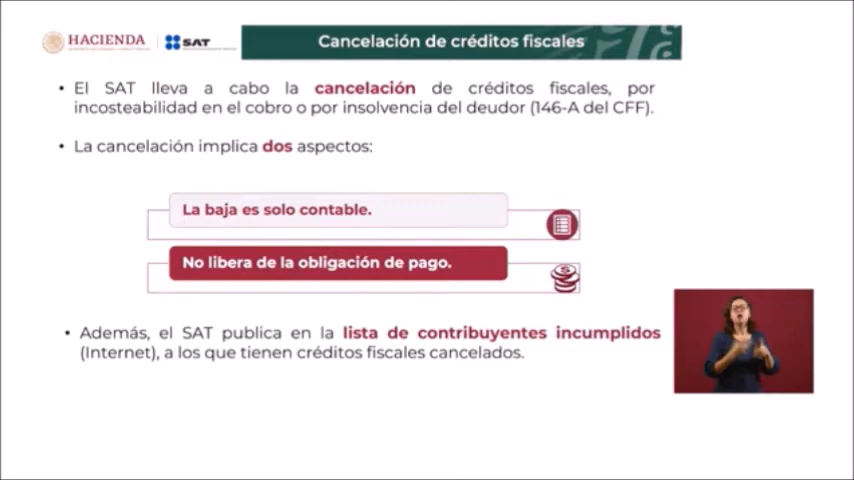 HACIENDA
SAT
Cancelación de créditos fiscales
• El SAT lleva a cabo la cancelación de créditos fiscales, por
incosteabilidad en el cobro o por insolvencia del deudor (146-A del CFF).
• La cancelación implica dos aspectos:
La baja es solo contable.
No libera de la obligación de pago.
• Además, el SAT publica en la lista de contribuyentes incumplidos
(Internet), a los que tienen créditos fiscales cancelados.